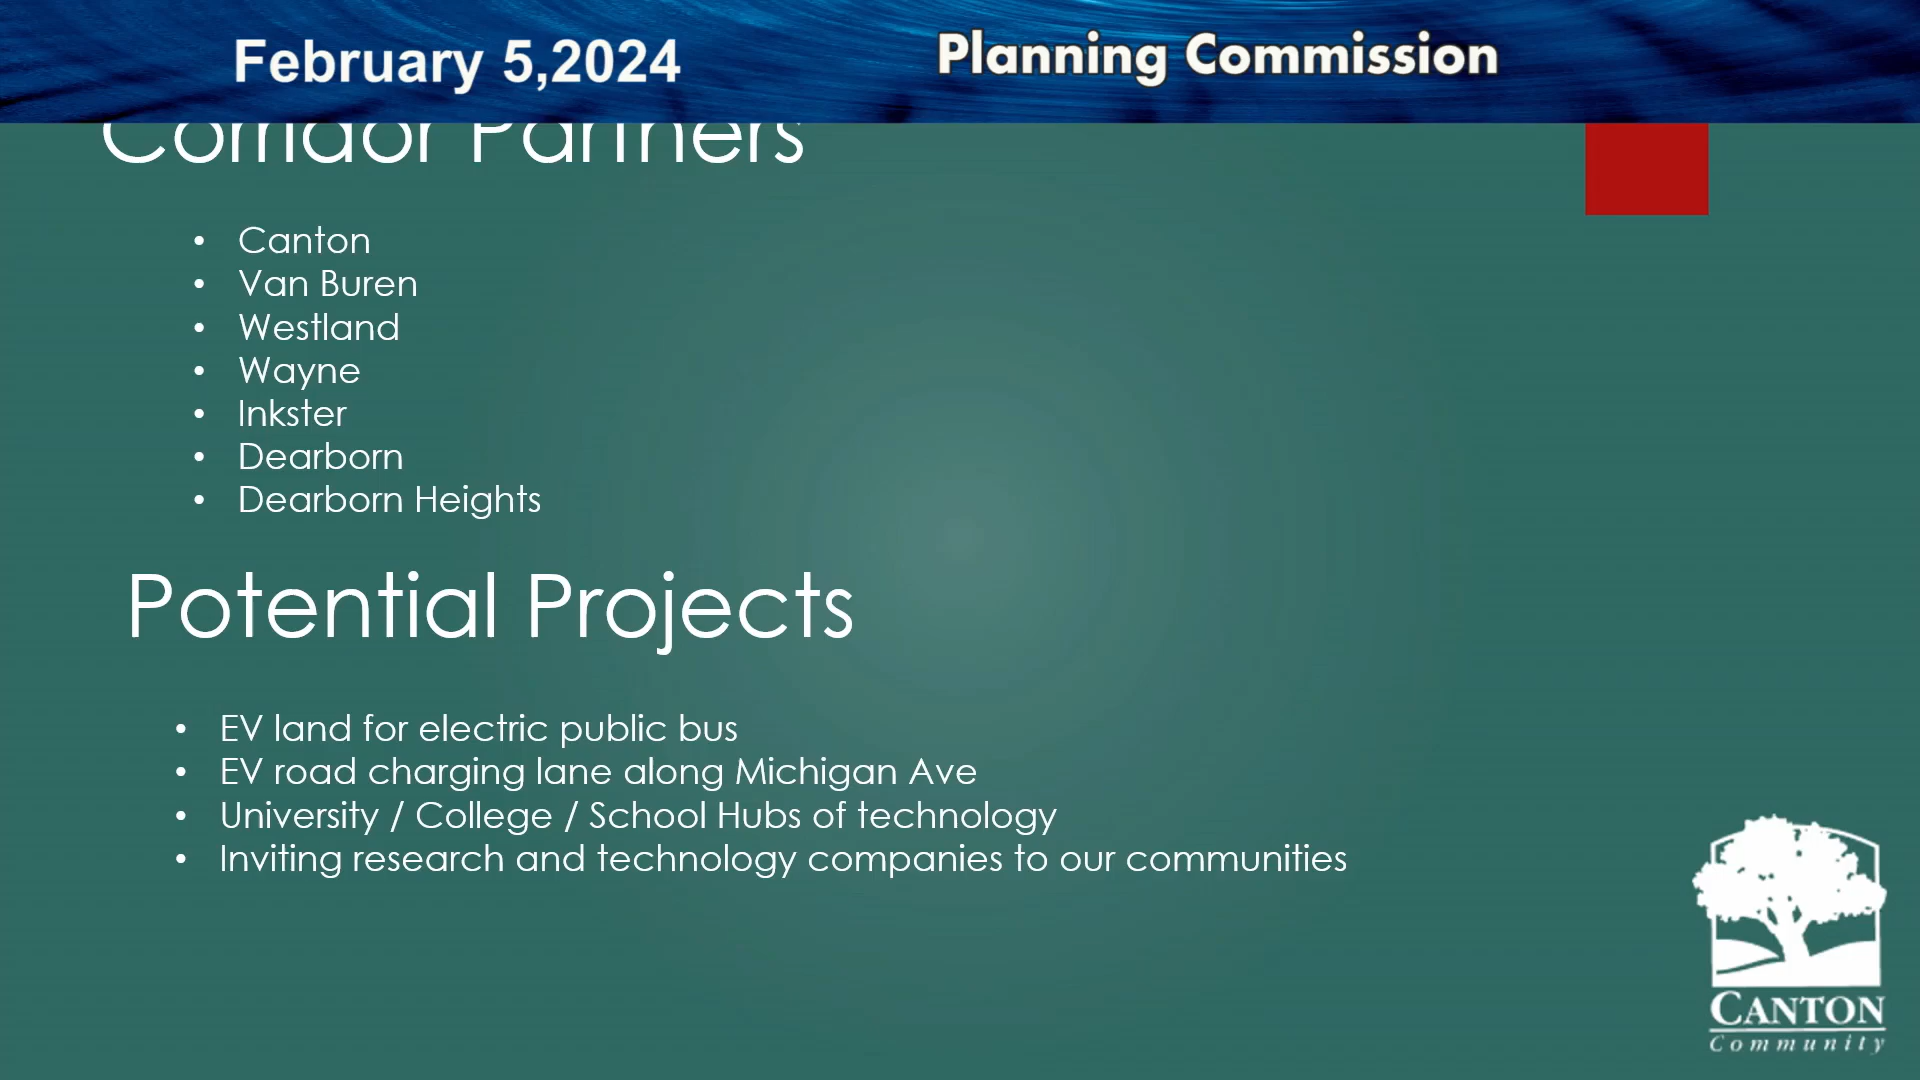 February 5,2024
Planning Commission
Corridor Partners
• Canton
• Van Buren
• Westland
• Wayne
• Inkster
• Dearborn
• Dearborn Heights
Potential Projects
• EV land for electric public bus
• EV road charging lane along Michigan Ave
• University / College / School Hubs of technology
• Inviting research and technology companies to our communities
CANTON
Community